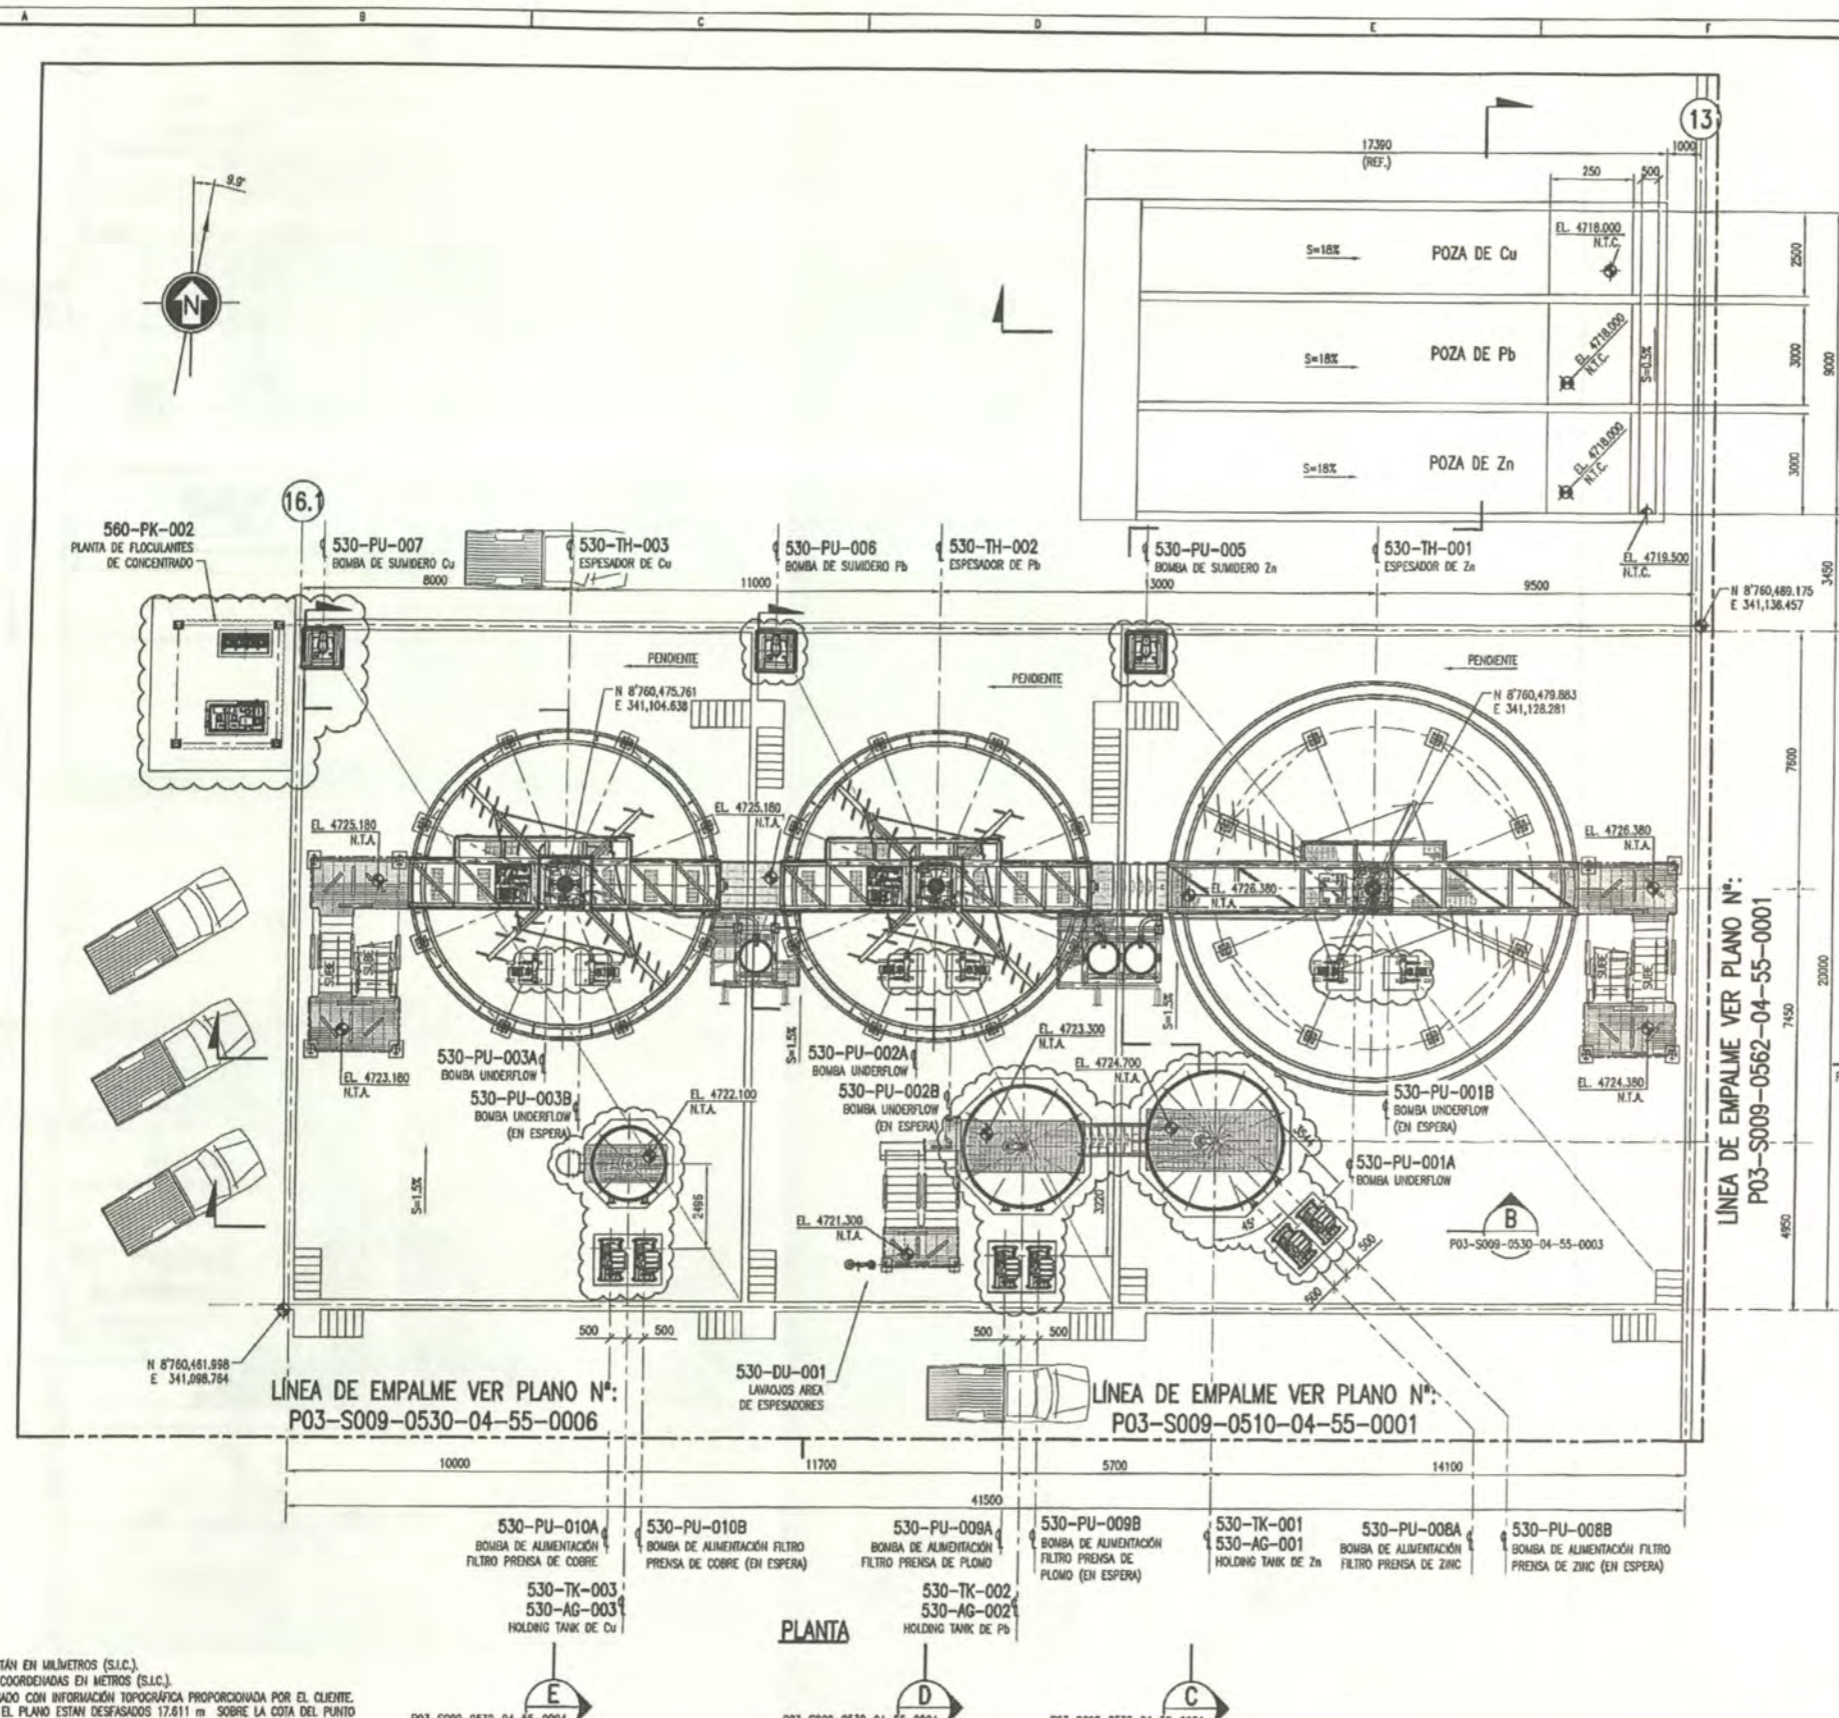 A
B
C
D
E
F
9.9°
13
17390
(REF.)
1000
250
500
EL. 4718.000
N.T.C.
S=18%
POZA DE Cu
2500
EL. 4718.000
N.T.C.
S=18%
POZA DE Pb
S=0.5%
3000
9000
EL. 4718.000
N.T.C.
S=18%
POZA DE Zn
3000
N
16.1
560-PK-002
PLANTA DE FLOCULANTES
DE CONCENTRADO
530-PU-007
BOMBA DE SUMIDERO Cu
530-TH-003
ESPESADOR DE Cu
530-PU-006
BOMBA DE SUMIDERO Pb
530-TH-002
ESPESADOR DE Pb
530-PU-005
BOMBA DE SUMIDERO Zn
530-TH-001
ESPESADOR DE Zn
EL. 4719.500
N.T.C.
3450
8000
11000
13000
9500
N 8'760,489.175
E 341,136.457
PENDIENTE
PENDIENTE
PENDIENTE
N 8'760,475.761
E 341,104.638
N 8'760,479.883
E 341,128.281
7600
EL. 4725.180
N.T.A.
EL. 4725.180
N.T.A.
EL. 4726.380
N.T.A.
EL. 4726.380
N.T.A.
SUBE
SUBE
SUBE
SUBE
LÍNEA DE EMPALME VER PLANO N°:
P03-S009-0562-04-55-0001
20000
7450
S=1.5%
S=1.5%
EL. 4723.180
N.T.A.
530-PU-003A
BOMBA UNDERFLOW
530-PU-003B
BOMBA UNDERFLOW
(EN ESPERA)
EL. 4722.100
N.T.A.
530-PU-002A
BOMBA UNDERFLOW
530-PU-002B
BOMBA UNDERFLOW
(EN ESPERA)
EL. 4723.300
N.T.A.
EL. 4724.700
N.T.A.
530-PU-001B
BOMBA UNDERFLOW
(EN ESPERA)
EL. 4724.380
N.T.A.
3544
530-PU-001A
BOMBA UNDERFLOW
S=1.5%
2496
EL. 4721.300
N.T.A.
3220
45°
500
500
B
P03-S009-0530-04-55-0003
4950
500
500
500
500
N 8'760,461.998
E 341,098.764
530-DU-001
LAVAOJOS AREA
DE ESPESADORES
LÍNEA DE EMPALME VER PLANO N°:
P03-S009-0530-04-55-0006
LÍNEA DE EMPALME VER PLANO N°:
P03-S009-0510-04-55-0001
10000
11700
5700
14100
41500
530-PU-010A
BOMBA DE ALIMENTACIÓN
FILTRO PRENSA DE COBRE
530-PU-010B
BOMBA DE ALIMENTACIÓN FILTRO
PRENSA DE COBRE (EN ESPERA)
530-PU-009A
BOMBA DE ALIMENTACIÓN
FILTRO PRENSA DE PLOMO
530-PU-009B
BOMBA DE ALIMENTACIÓN
FILTRO PRENSA DE
PLOMO (EN ESPERA)
530-TK-001
530-AG-001
HOLDING TANK DE Zn
530-PU-008A
BOMBA DE ALIMENTACIÓN
FILTRO PRENSA DE ZINC
530-PU-008B
BOMBA DE ALIMENTACIÓN FILTRO
PRENSA DE ZINC (EN ESPERA)
530-TK-003
530-AG-003
HOLDING TANK DE Cu
530-TK-002
530-AG-002
HOLDING TANK DE Pb
PLANTA
TÁN EN MILÍMETROS (S.I.C.).
COORDENADAS EN METROS (S.I.C.).
ADO CON INFORMACIÓN TOPOGRÁFICA PROPORCIONADA POR EL CLIENTE.
EL PLANO ESTAN DESFASADOS 17.611 m SOBRE LA COTA DEL PUNTO
E
D
C